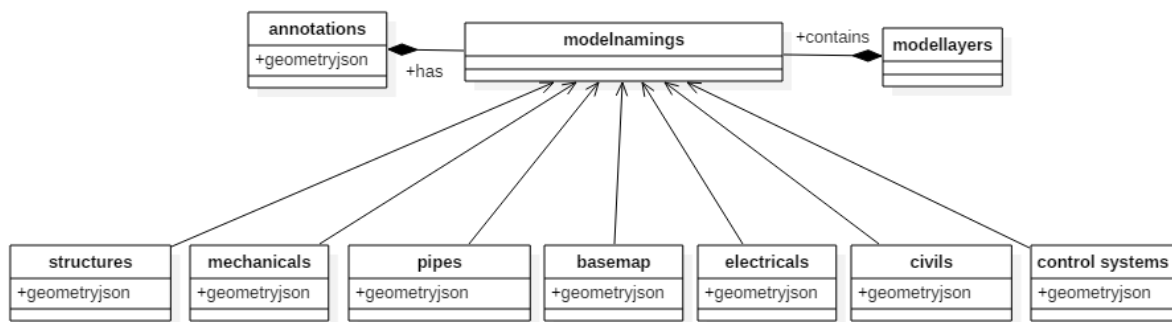 annotations
+geometryjson
+has
modelnamings
+contains
modellayers
structures
+geometryjson
mechanicals
+geometryjson
pipes
+geometryjson
basemap
+geometryjson
electricals
+geometryjson
civils
+geometryjson
control systems
+geometryjson